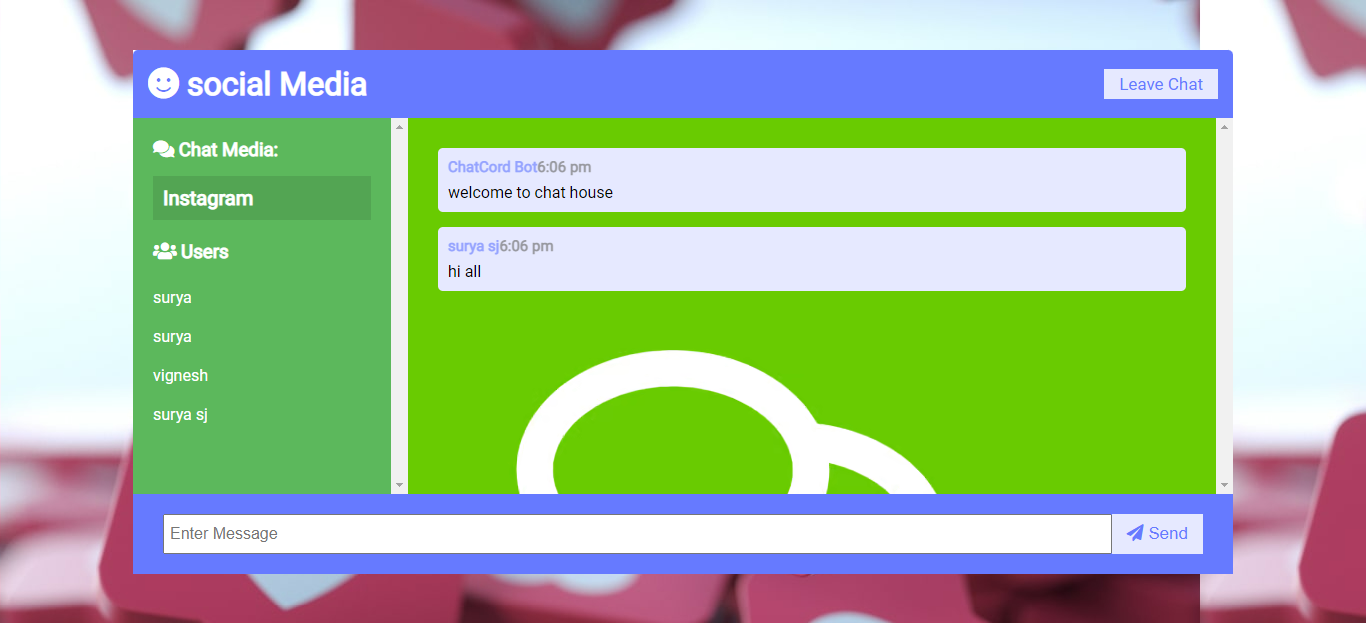 social Media
Leave Chat
Chat Media:
Instagram
Users
surya
surya
vignesh
surya sj
ChatCord Bot6:06 pm
welcome to chat house
surya sj6:06 pm
hi all
Enter Message
Send